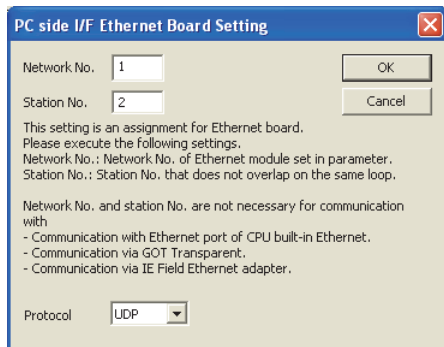 PC side I/F Ethernet Board Setting
Network No. 1 OK
Station No. 2 Cancel
This setting is an assignment for Ethernet board.
Please execute the following settings.
Network No.: Network No. of Ethernet module set in parameter.
Station No.: Station No. that does not overlap on the same loop.
Network No. and station No. are not necessary for communication
with
- Communication with Ethernet port of CPU built-in Ethernet.
- Communication via GOT Transparent.
- Communication via IE Field Ethernet adapter.
Protocol UDP